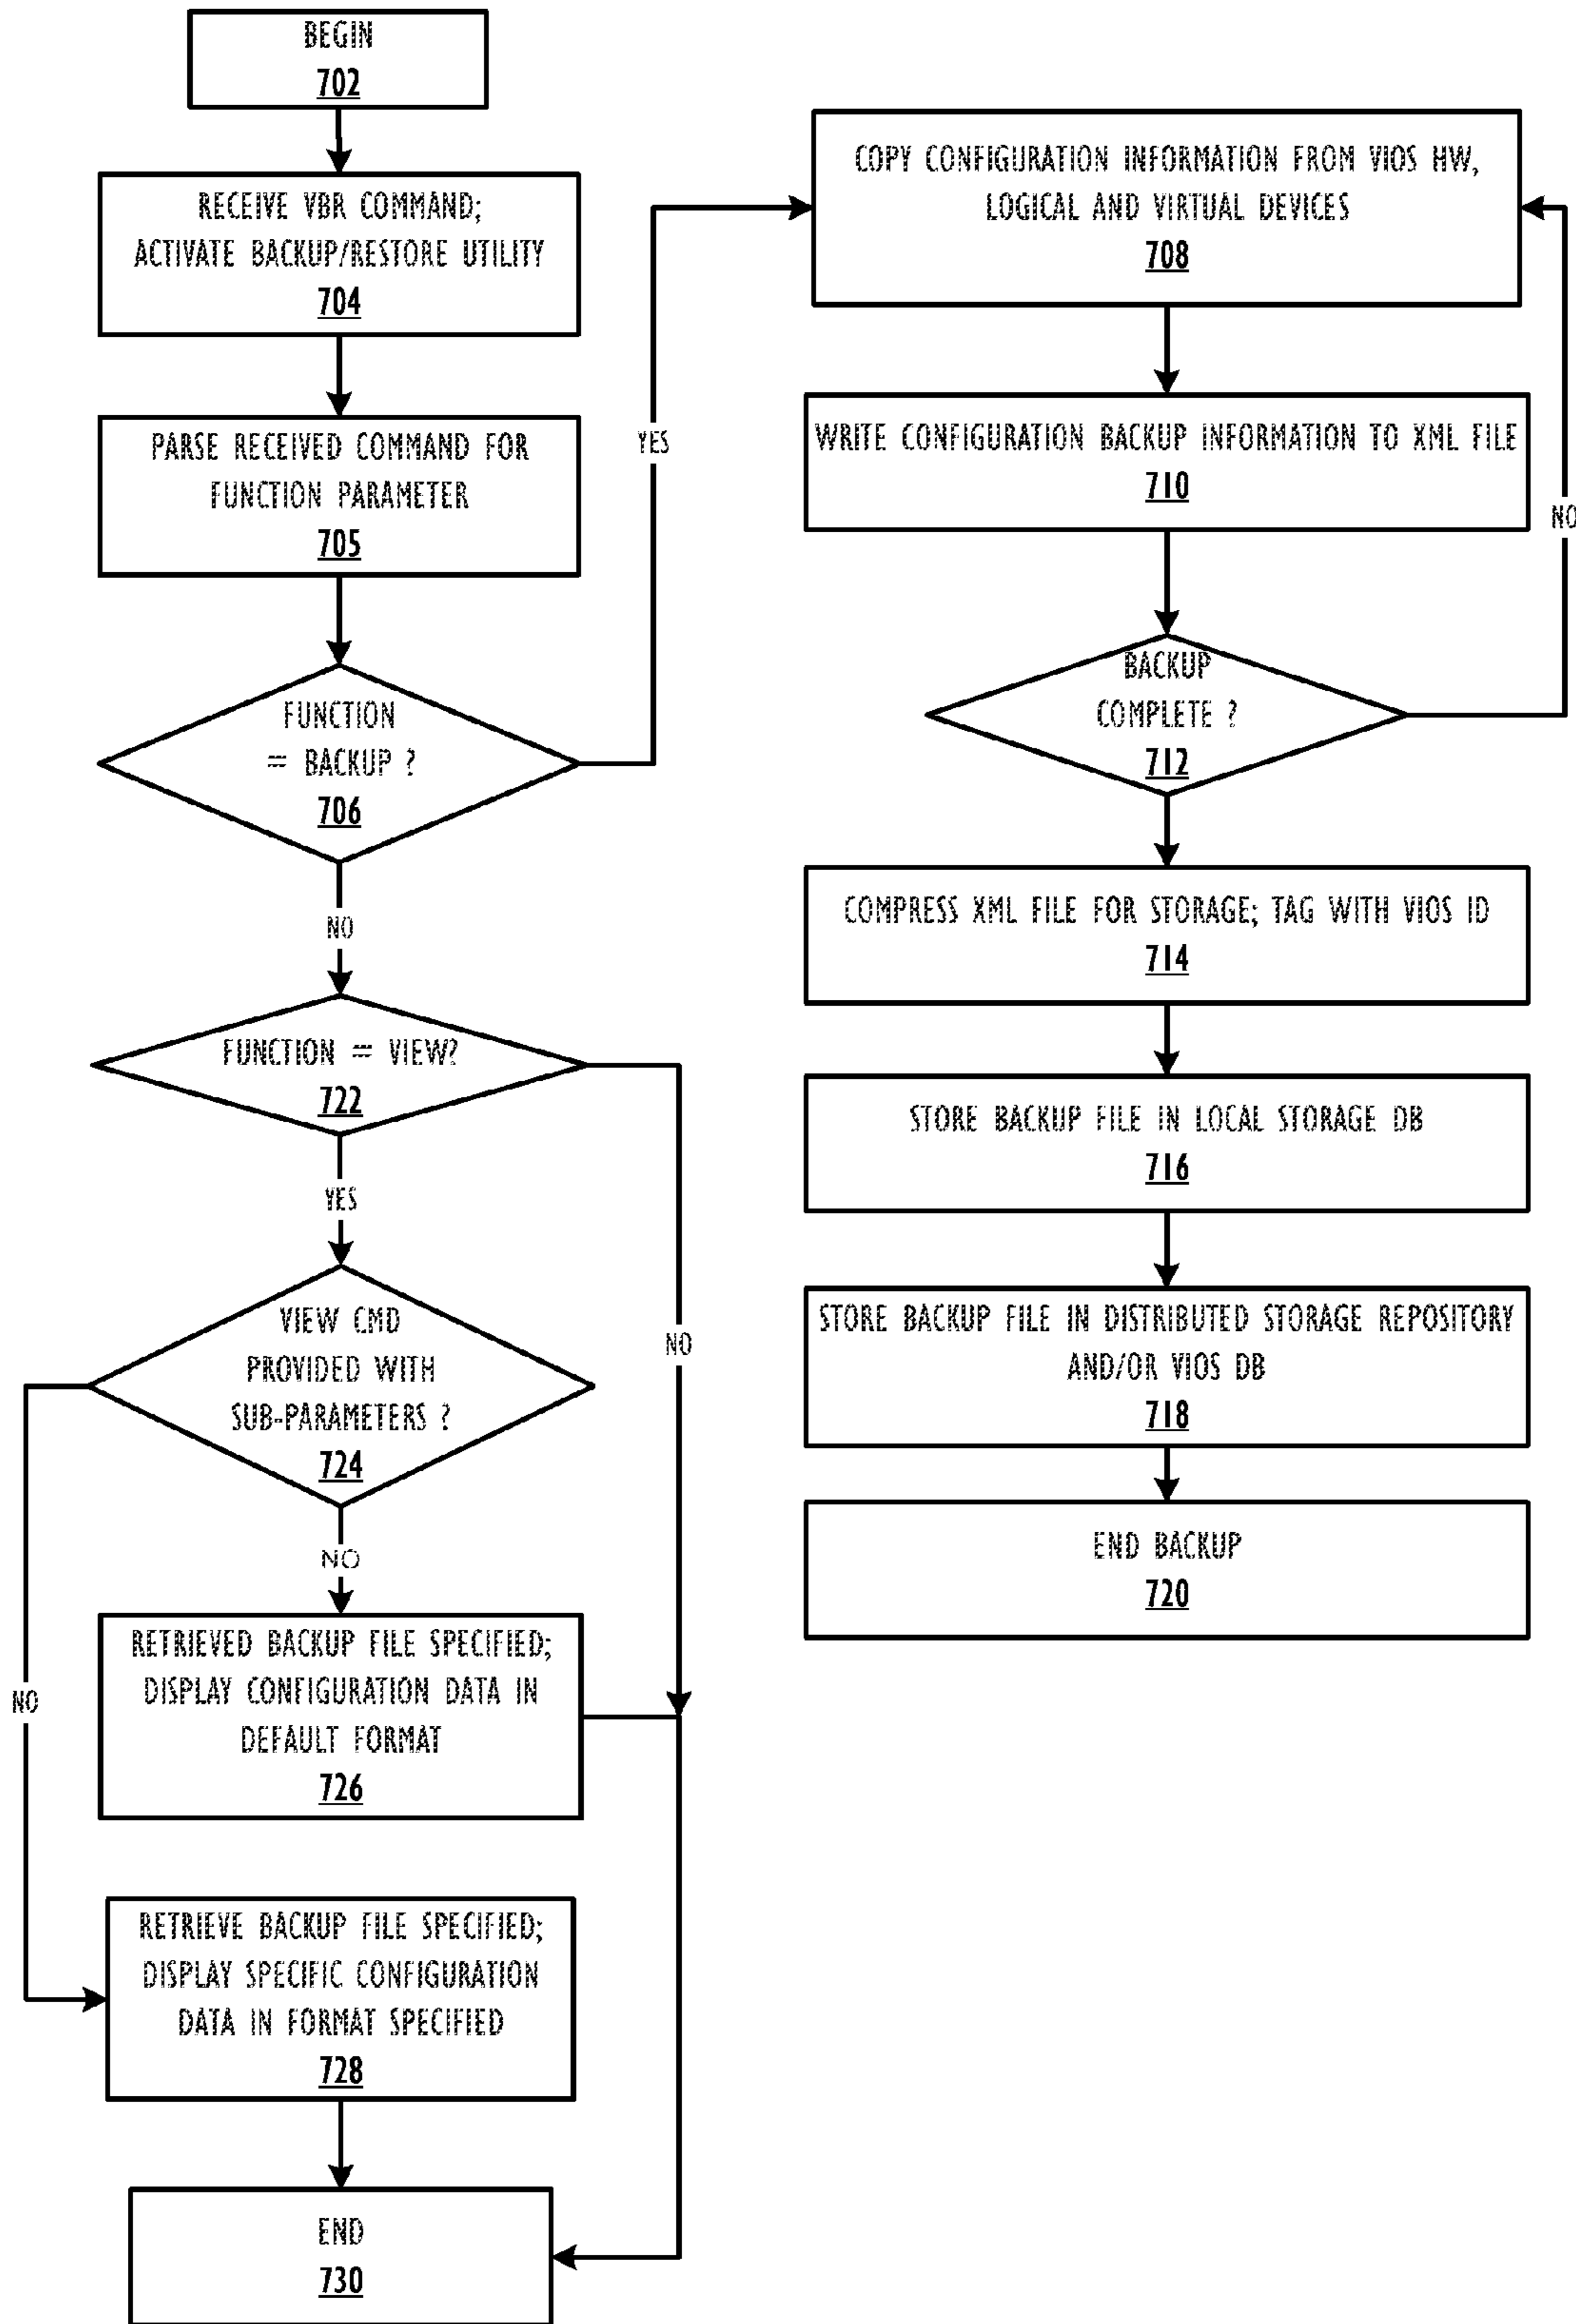 BEGIN
702
RECEIVE VBR COMMAND;
ACTIVATE BACKUP/RESTORE UTILITY
704
PARSE RECEIVED COMMAND FOR
FUNCTION PARAMETER
705
FUNCTION
= BACKUP ?
706
YES
NO
FUNCTION = VIEW?
722
YES
NO
VIEW CMD
PROVIDED WITH
SUB-PARAMETERS ?
724
NO
NO
RETRIEVED BACKUP FILE SPECIFIED;
DISPLAY CONFIGURATION DATA IN
DEFAULT FORMAT
726
RETRIEVE BACKUP FILE SPECIFIED;
DISPLAY SPECIFIC CONFIGURATION
DATA IN FORMAT SPECIFIED
728
END
730
COPY CONFIGURATION INFORMATION FROM VIOS HW,
LOGICAL AND VIRTUAL DEVICES
708
WRITE CONFIGURATION BACKUP INFORMATION TO XML FILE
710
BACKUP
COMPLETE ?
712
NO
COMPRESS XML FILE FOR STORAGE; TAG WITH VIOS ID
714
STORE BACKUP FILE IN LOCAL STORAGE DB
716
STORE BACKUP FILE IN DISTRIBUTED STORAGE REPOSITORY
AND/OR VIOS DB
718
END BACKUP
720